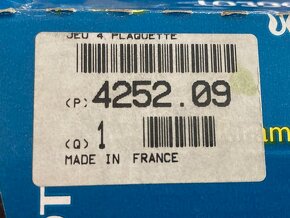 JEU 4 PLAQUETTE
(P) 4252.09
(Q) 1
MADE IN FRANCE